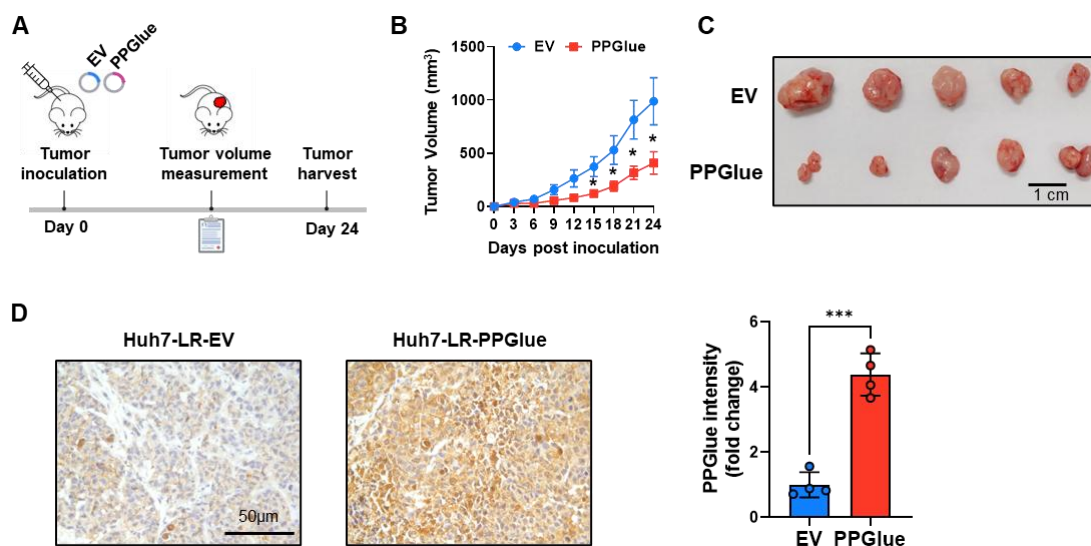 A
EV
PPGlue
Tumor
inoculation
Tumor volume
measurement
Tumor
harvest
Day 0
Day 24
B
EV
PPGlue
Tumor Volume (mm³)
1500
1000
500
0
*
*
*
*
0 3 6 9 12 15 18 21 24
Days post inoculation
C
EV
PPGlue
1 cm
D
Huh7-LR-EV
Huh7-LR-PPGlue
50μm
PPGlue intensity
(fold change)
6
4
2
0
***
EV PPGlue